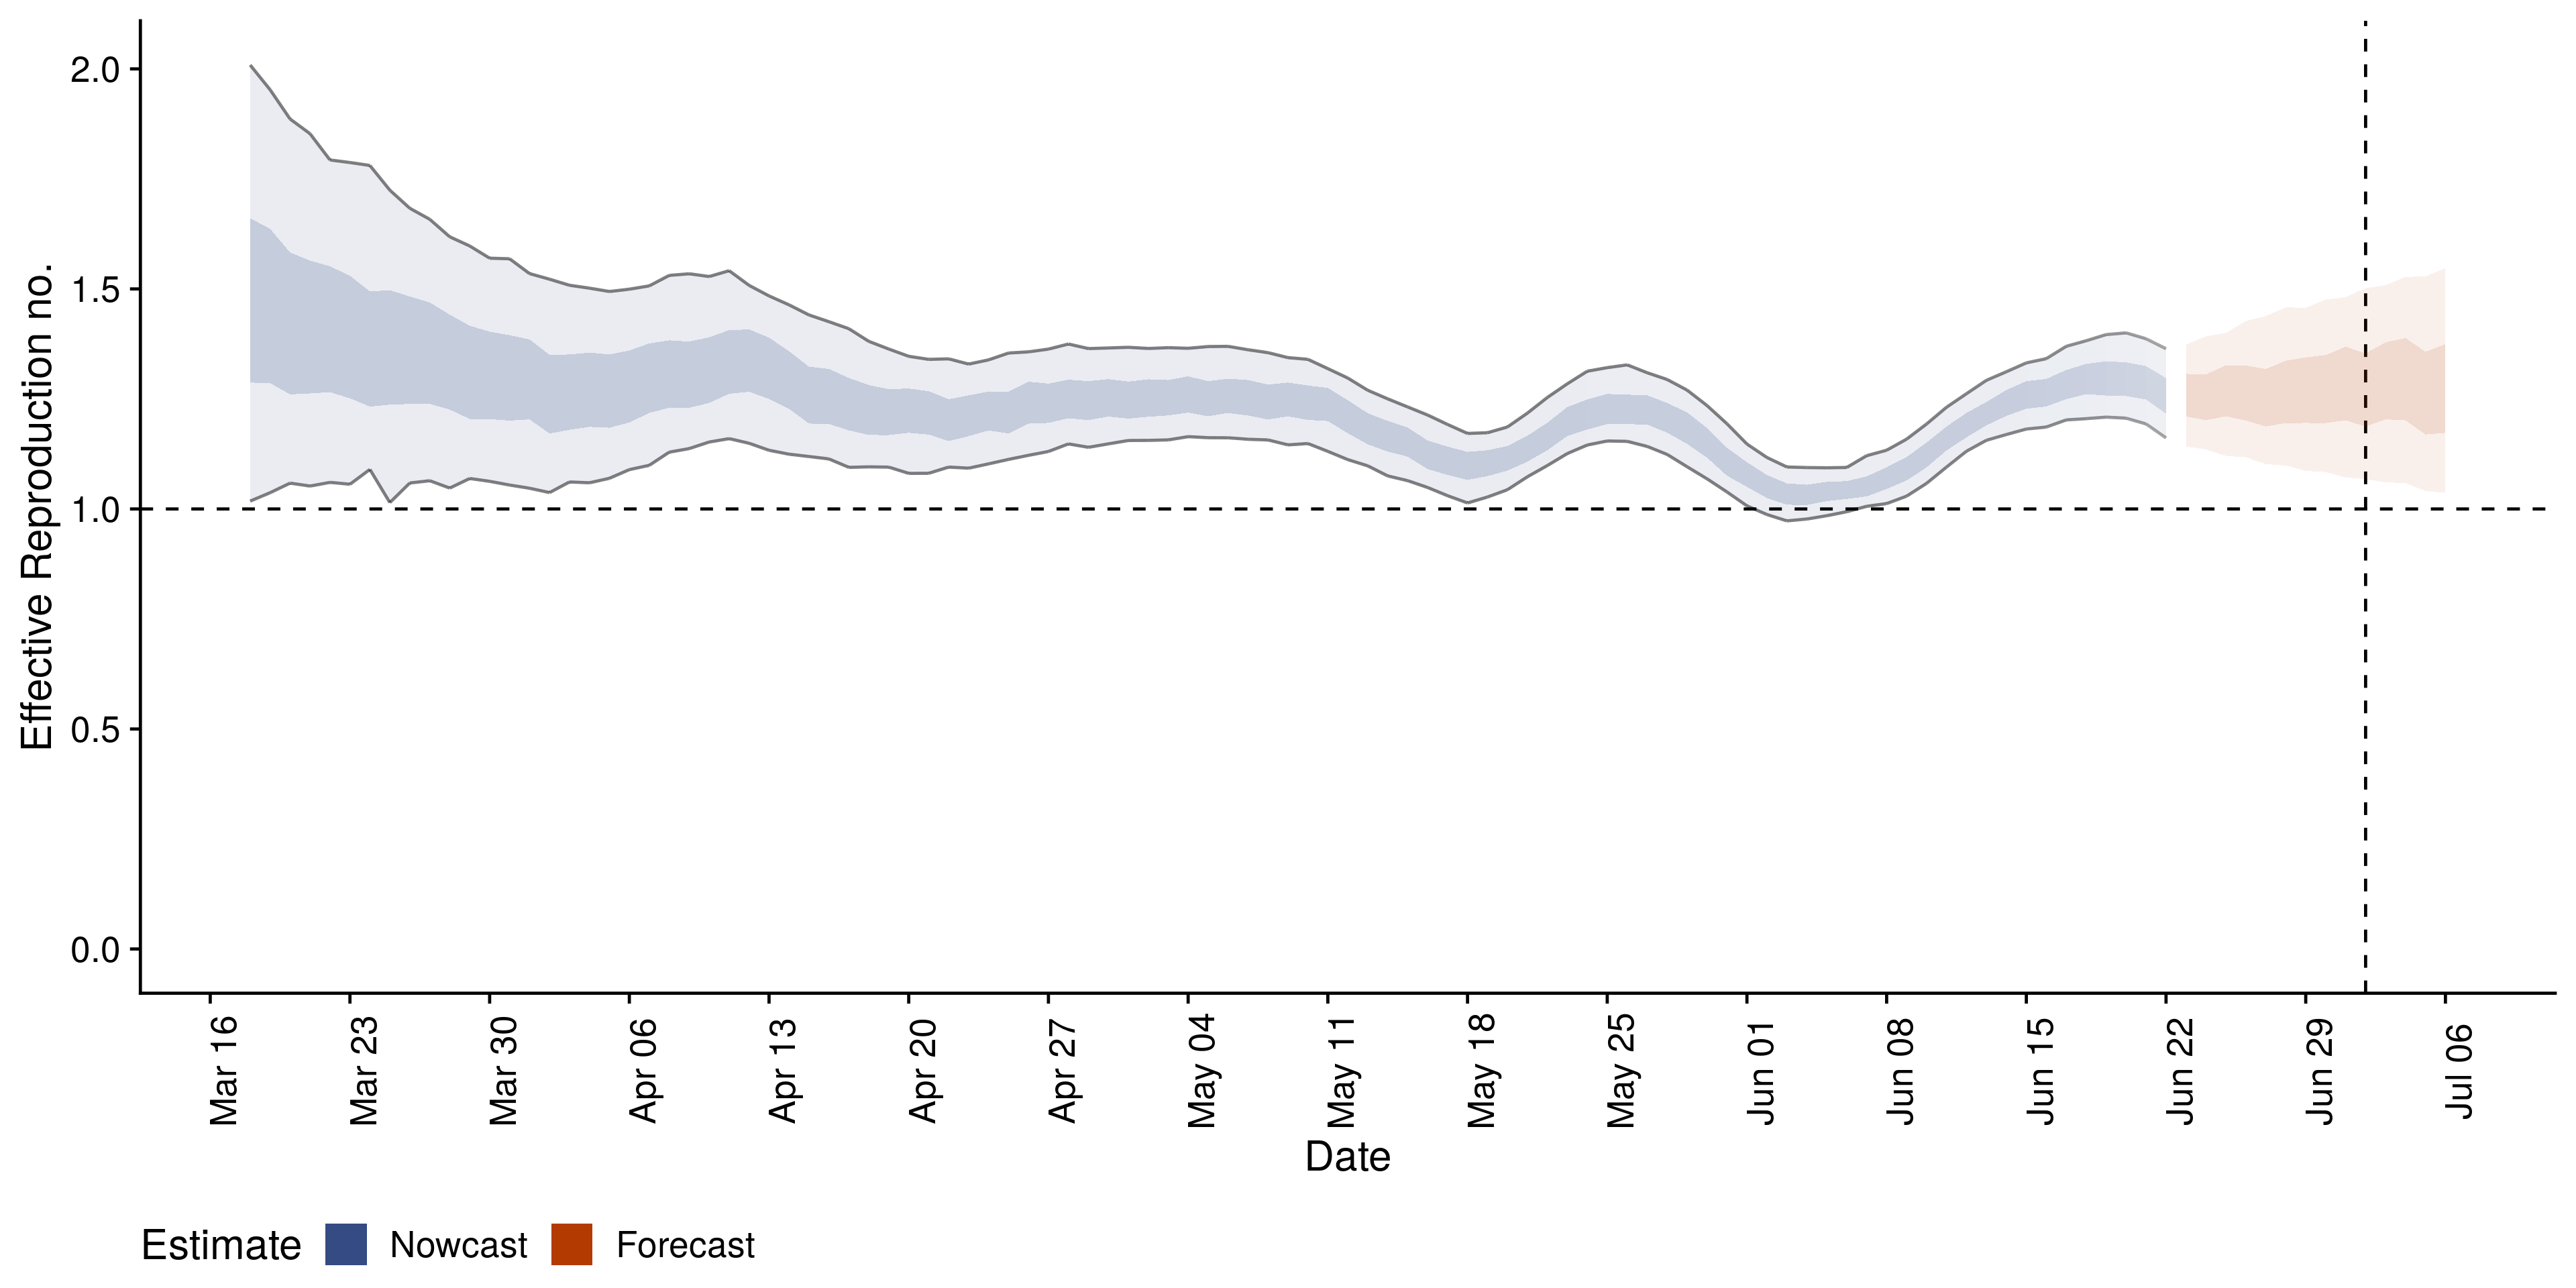 Effective Reproduction no.
2.0
1.5
1.0
0.5
0.0
Mar 16
Mar 23
Mar 30
Apr 06
Apr 13
Apr 20
Apr 27
May 04
May 11
May 18
May 25
Jun 01
Jun 08
Jun 15
Jun 22
Jun 29
Jul 06
Date
Estimate Nowcast Forecast